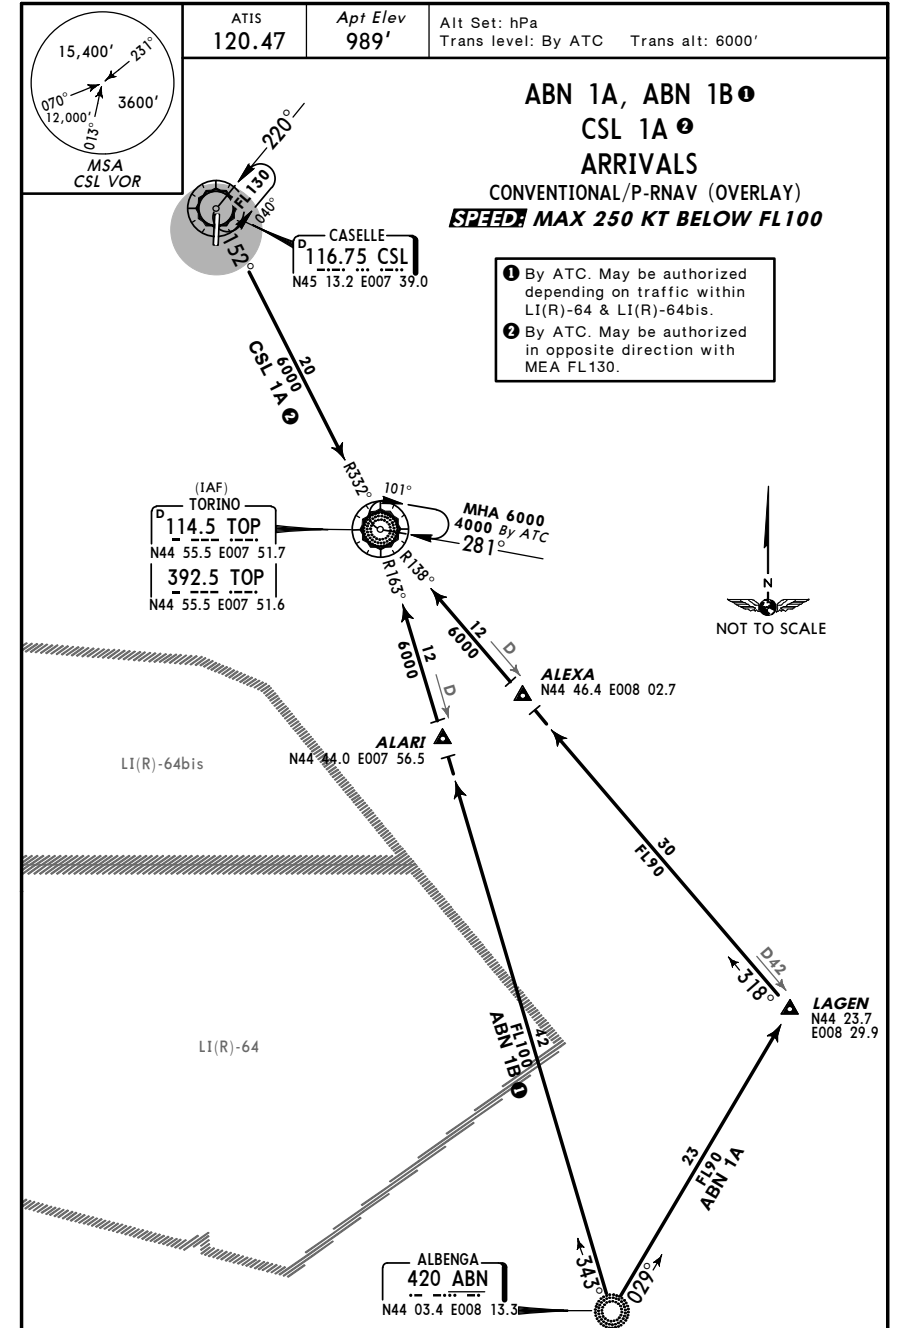 ATIS
120.47
Apt Elev
989'
Alt Set: hPa
Trans level: By ATC Trans alt: 6000'
15,400'
231°
070°
12,000'
3600'
013°
MSA
CSL VOR
ABN 1A, ABN 1B ❶
CSL 1A ❷
ARRIVALS
CONVENTIONAL/P-RNAV (OVERLAY)
SPEED: MAX 250 KT BELOW FL100
❶ By ATC. May be authorized
depending on traffic within
LI(R)-64 & LI(R)-64bis.
❷ By ATC. May be authorized
in opposite direction with
MEA FL130.
220°
FL130
040°
152°
CASELLE
D 116.75 CSL
N45 13.2 E007 39.0
20
6000
CSL 1A ❷
R332°
101°
MHA 6000
4000 By ATC
281°
(IAF)
TORINO
D 114.5 TOP
N44 55.5 E007 51.7
392.5 TOP
N44 55.5 E007 51.6
R163°
R138°
N
NOT TO SCALE
12
6000
D
12
6000
D
ALEXA
N44 46.4 E008 02.7
ALARI
N44 44.0 E007 56.5
LI(R)-64bis
30
FL90
D42
318°
LAGEN
N44 23.7
E008 29.9
LI(R)-64
42
FL100
ABN 1B ❶
23
FL90
ABN 1A
343°
029°
ALBENGA
420 ABN
N44 03.4 E008 13.3